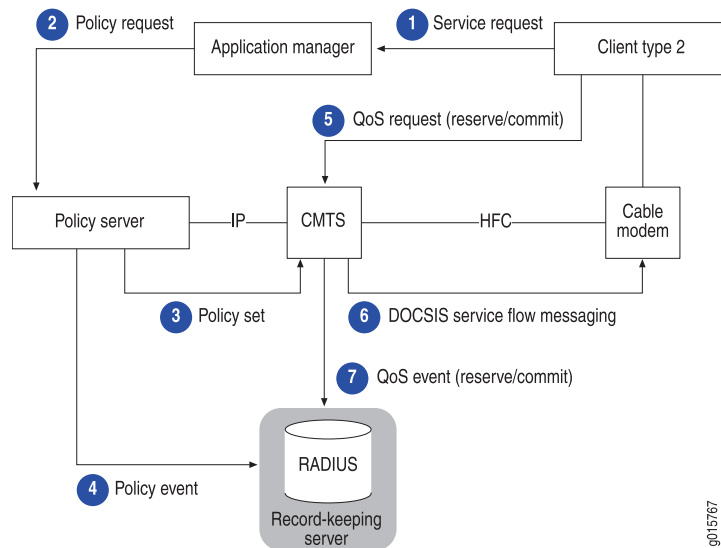 2 Policy request
1 Service request
Application manager
Client type 2
5 QoS request (reserve/commit)
Policy server
IP
CMTS
HFC
Cable
modem
3 Policy set
6 DOCSIS service flow messaging
7 QoS event (reserve/commit)
RADIUS
4 Policy event
Record-keeping
server
g015767